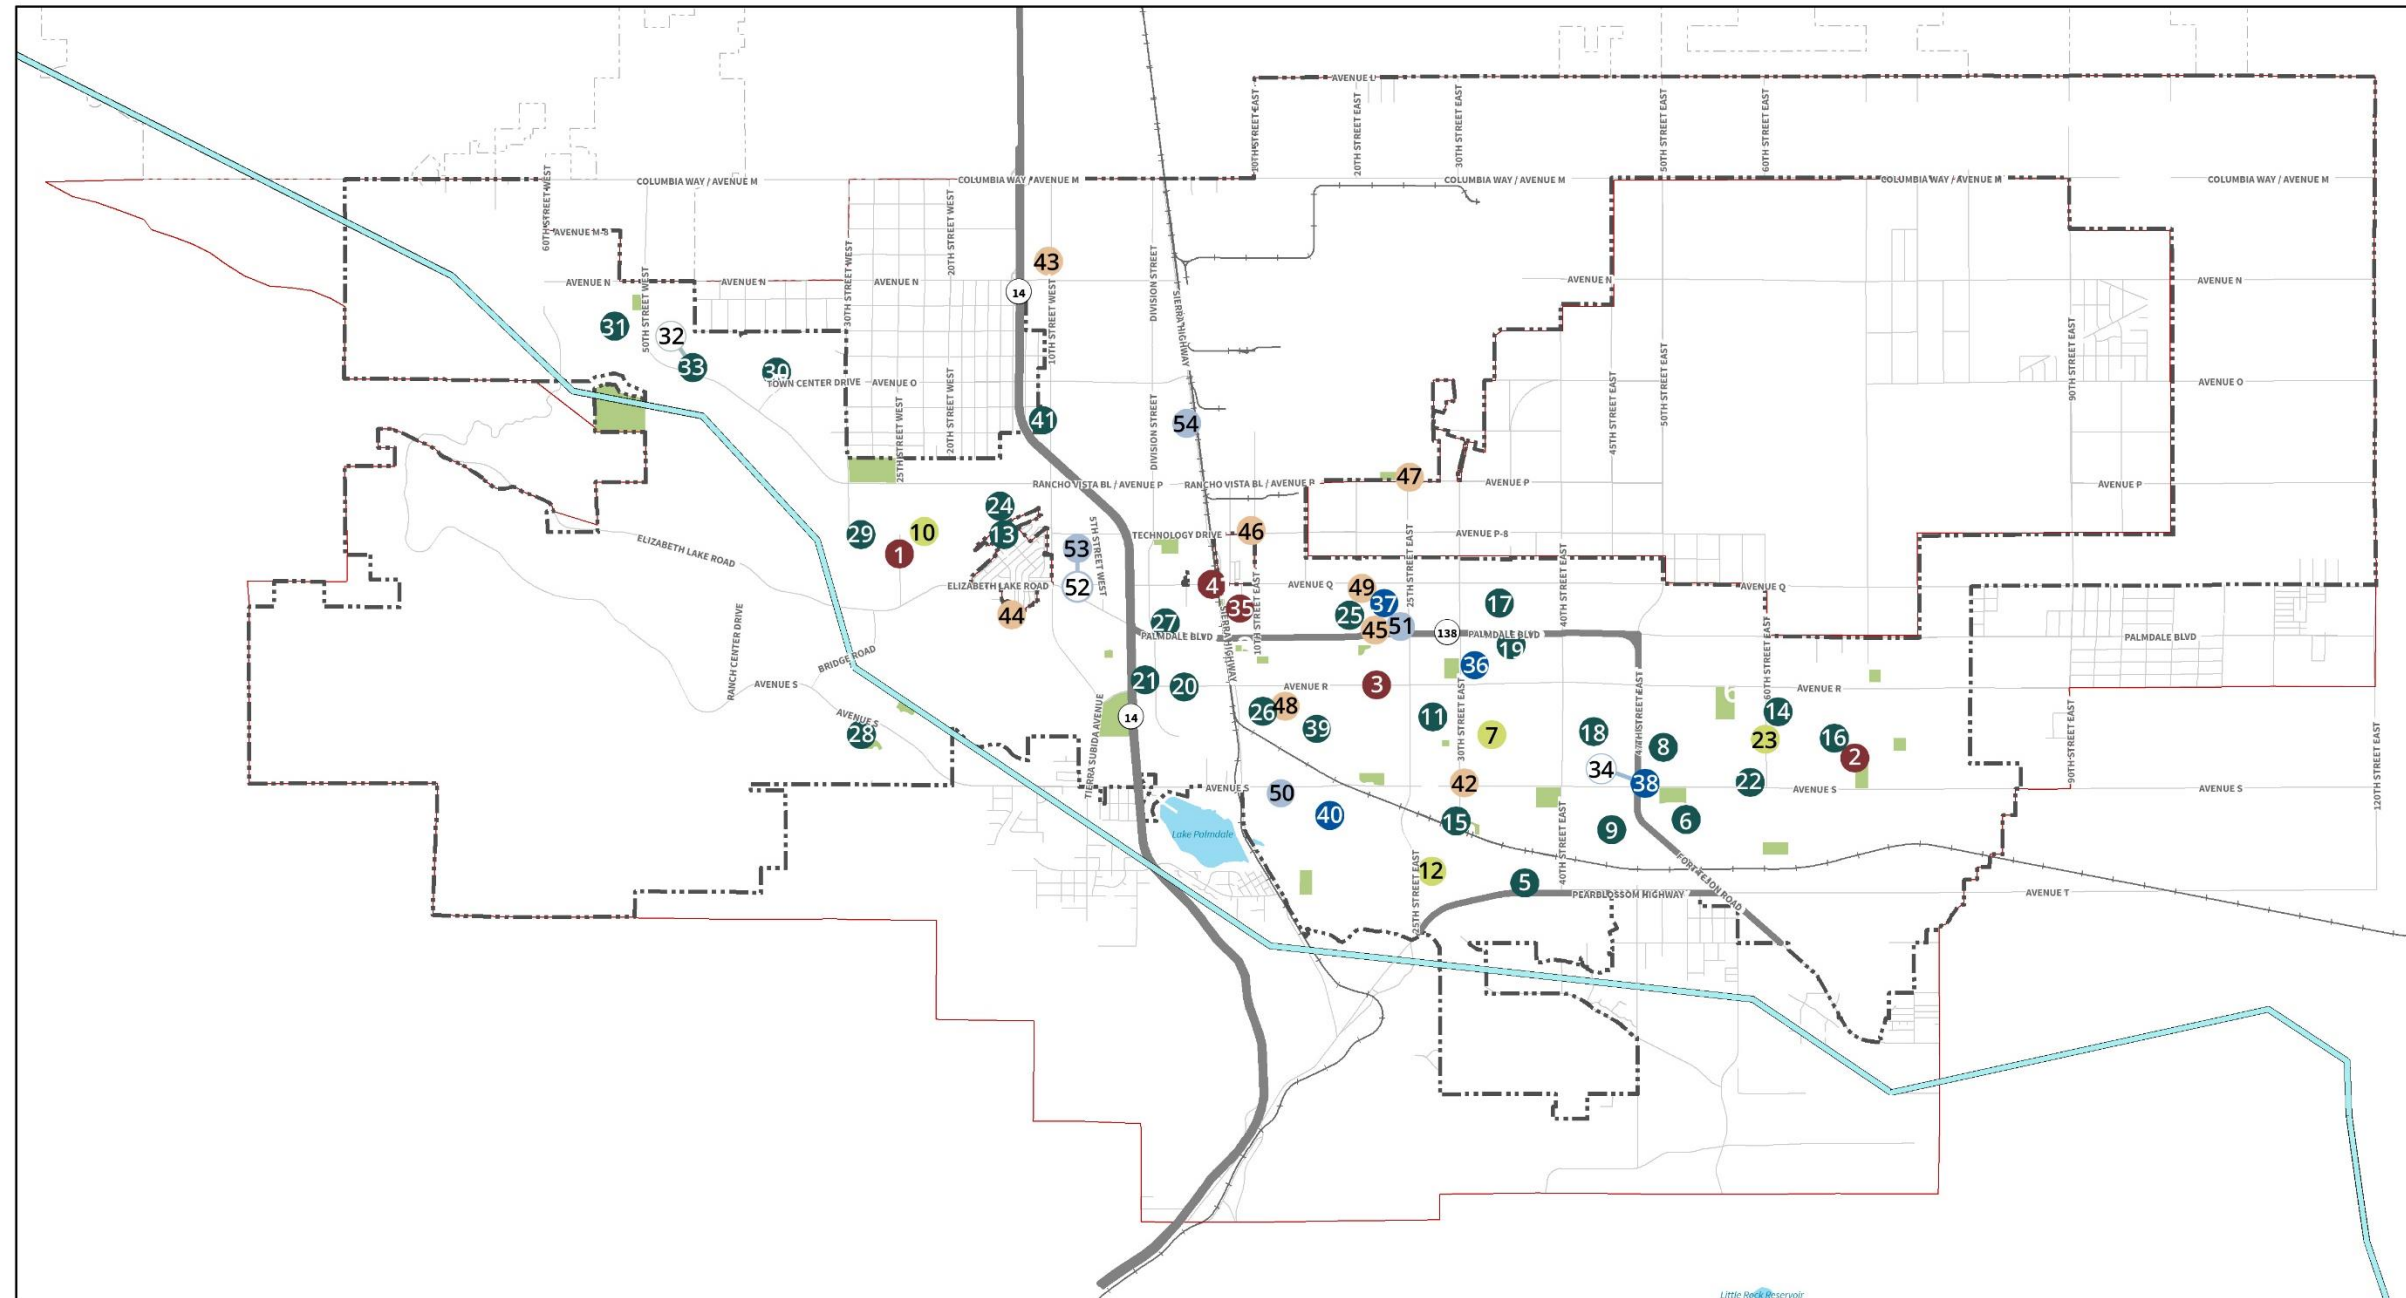 AVENUE L
10TH STREET EAST
20TH STREET EAST
30TH STREET EAST
50TH STREET EAST
60TH STREET EAST
COLUMBIA WAY / AVENUE M
COLUMBIA WAY / AVENUE M
COLUMBIA WAY / AVENUE M
COLUMBIA WAY / AVENUE M
COLUMBIA WAY / AVENUE M
60TH STREET WEST
AVENUE M-8
20TH STREET WEST
30TH STREET WEST
DIVISION STREET
43
AVENUE N
AVENUE N
AVENUE N
AVENUE N
AVENUE N
14
50TH STREET WEST
10TH STREET WEST
SIERRA HIGHWAY
31
32
33
30
TOWN CENTER DRIVE
AVENUE O
AVENUE O
90TH STREET EAST
50TH STREET EAST
45TH STREET EAST
25TH STREET WEST
20TH STREET WEST
41
DIVISION STREET
54
47
RANCHO VISTA BL / AVENUE P
RANCHO VISTA BL / AVENUE P
AVENUE P
AVENUE P
24
29
10
13
1
53
5TH STREET WEST
TECHNOLOGY DRIVE
46
AVENUE P-8
25TH STREET EAST
40TH STREET EAST
ELIZABETH LAKE ROAD
ELIZABETH LAKE ROAD
52
4
10TH STREET EAST
AVENUE Q
49
37
AVENUE Q
44
35
25
17
27
45
51
138
PALMDALE BLVD
PALMDALE BLVD
PALMDALE BLVD
SIERRA HIGHWAY
19
36
60TH STREET EAST
RANCH CENTER DRIVE
BRIDGE ROAD
AVENUE S
21
20
AVENUE R
3
AVENUE R
30TH STREET EAST
47TH STREET EAST
90TH STREET EAST
120TH STREET EAST
TIERRA SUBIDA AVENUE
14
26
48
39
11
7
18
8
14
23
16
2
AVENUE S
28
34
38
22
42
AVENUE S
50
AVENUE S
AVENUE S
40
15
9
6
Lake Palmdale
25TH STREET EAST
12
40TH STREET EAST
5
PEARBLOSSOM HIGHWAY
FORT TEJON ROAD
AVENUE T
Little Rock Reservoir